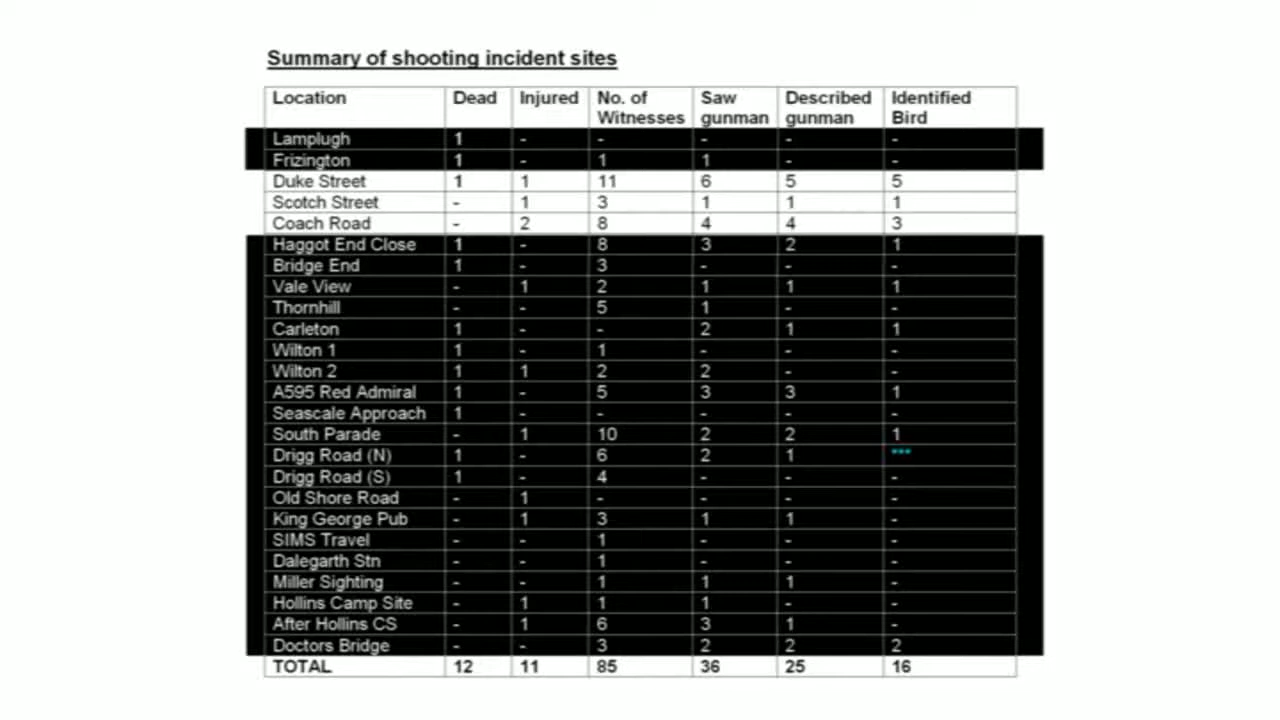 Summary of shooting incident sites
Location Dead Injured No. of Witnesses Saw gunman Described gunman Identified Bird
Lamplugh 1 - - - - -
Frizington 1 - 1 1 - -
Duke Street 1 1 11 6 5 5
Scotch Street - 1 3 1 1 1
Coach Road - 2 8 4 4 3
Haggot End Close 1 - 8 3 2 1
Bridge End 1 - 3 - - -
Vale View - 1 2 1 1 1
Thornhill - - 5 1 - -
Carleton 1 - - 2 1 1
Wilton 1 1 - 1 - - -
Wilton 2 1 1 2 2 - -
A595 Red Admiral 1 - 5 3 3 1
Seascale Approach 1 - - - - -
South Parade - 1 10 2 2 1
Drigg Road (N) 1 - 6 2 1 ***
Drigg Road (S) 1 - 4 - - -
Old Shore Road - 1 - - - -
King George Pub - 1 3 1 1 -
SIMS Travel - - 1 - - -
Dalegarth Stn - - 1 - - -
Miller Sighting - - 1 1 1 -
Hollins Camp Site - 1 1 1 - -
After Hollins CS - 1 6 3 1 -
Doctors Bridge - - 3 2 2 2
TOTAL 12 11 85 36 25 16